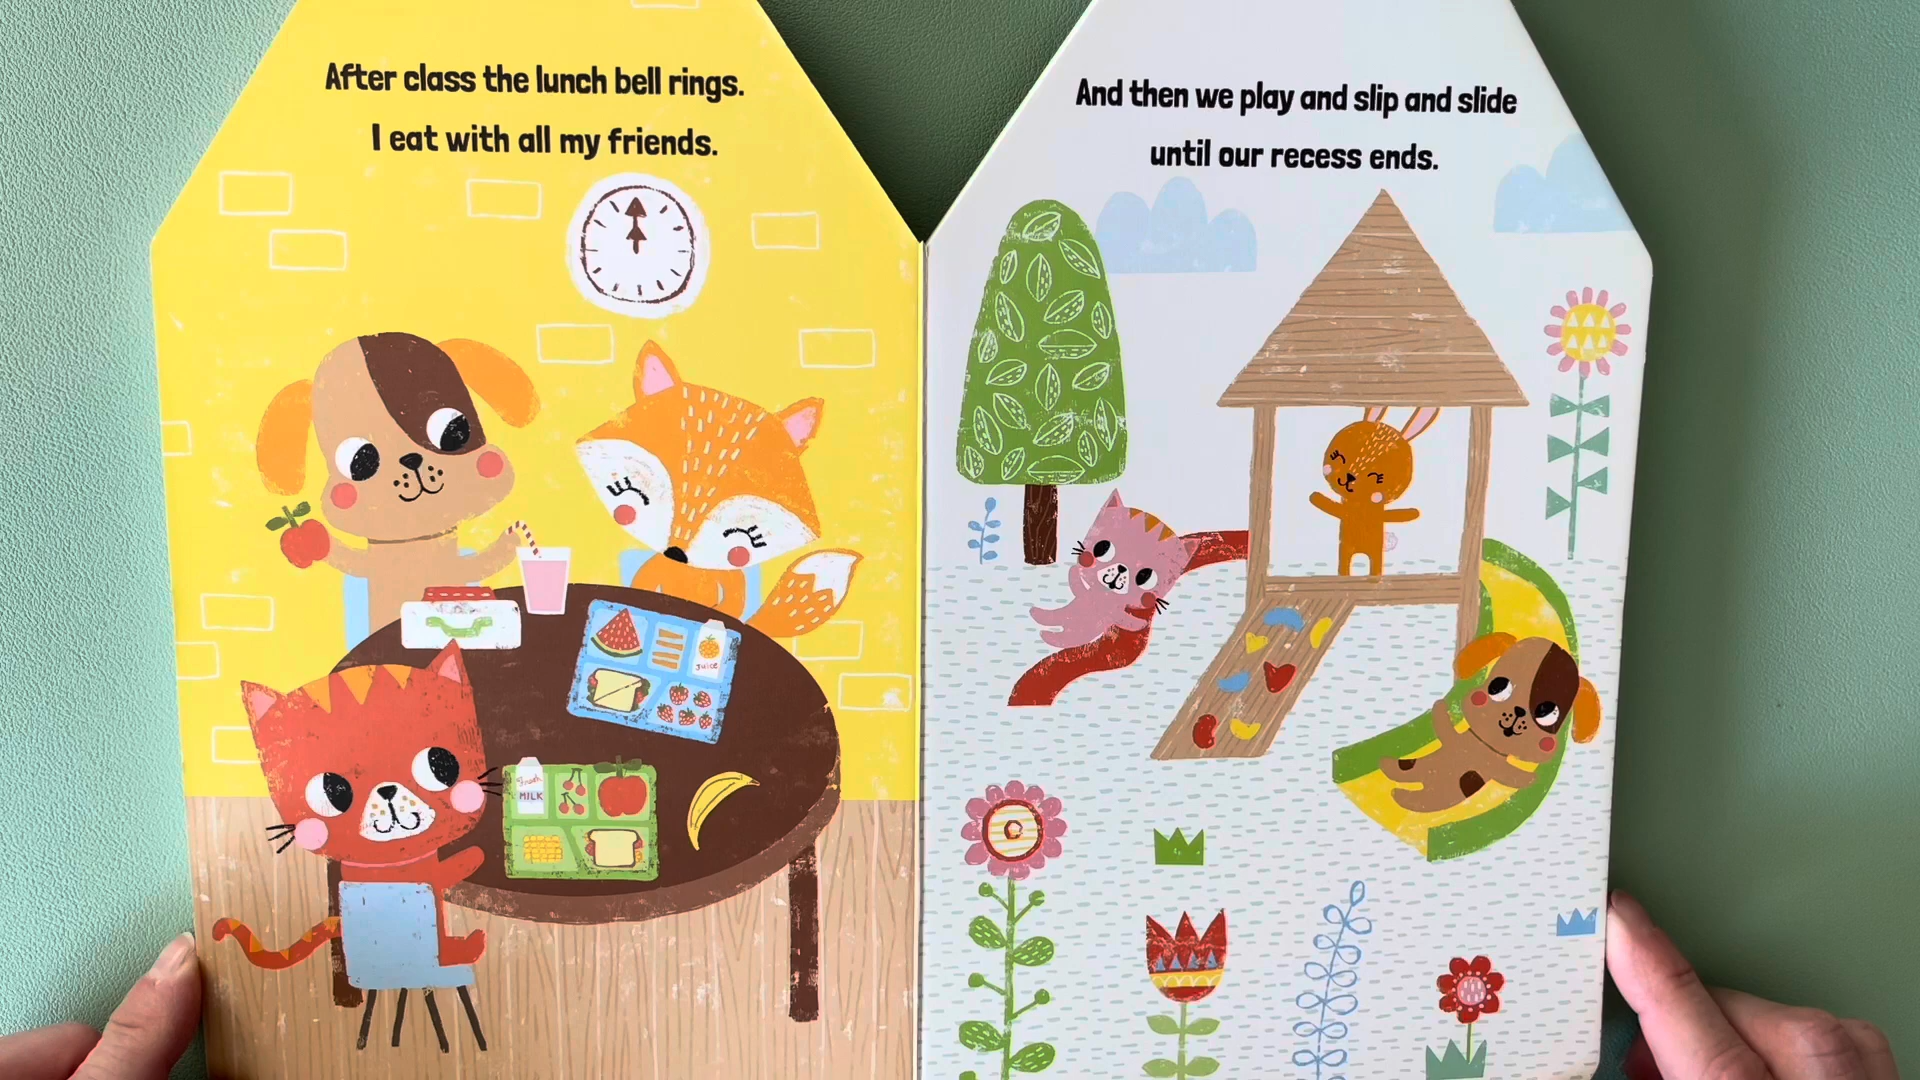 After class the lunch bell rings.
I eat with all my friends.
juice
Fresh
MILK
And then we play and slip and slide
until our recess ends.